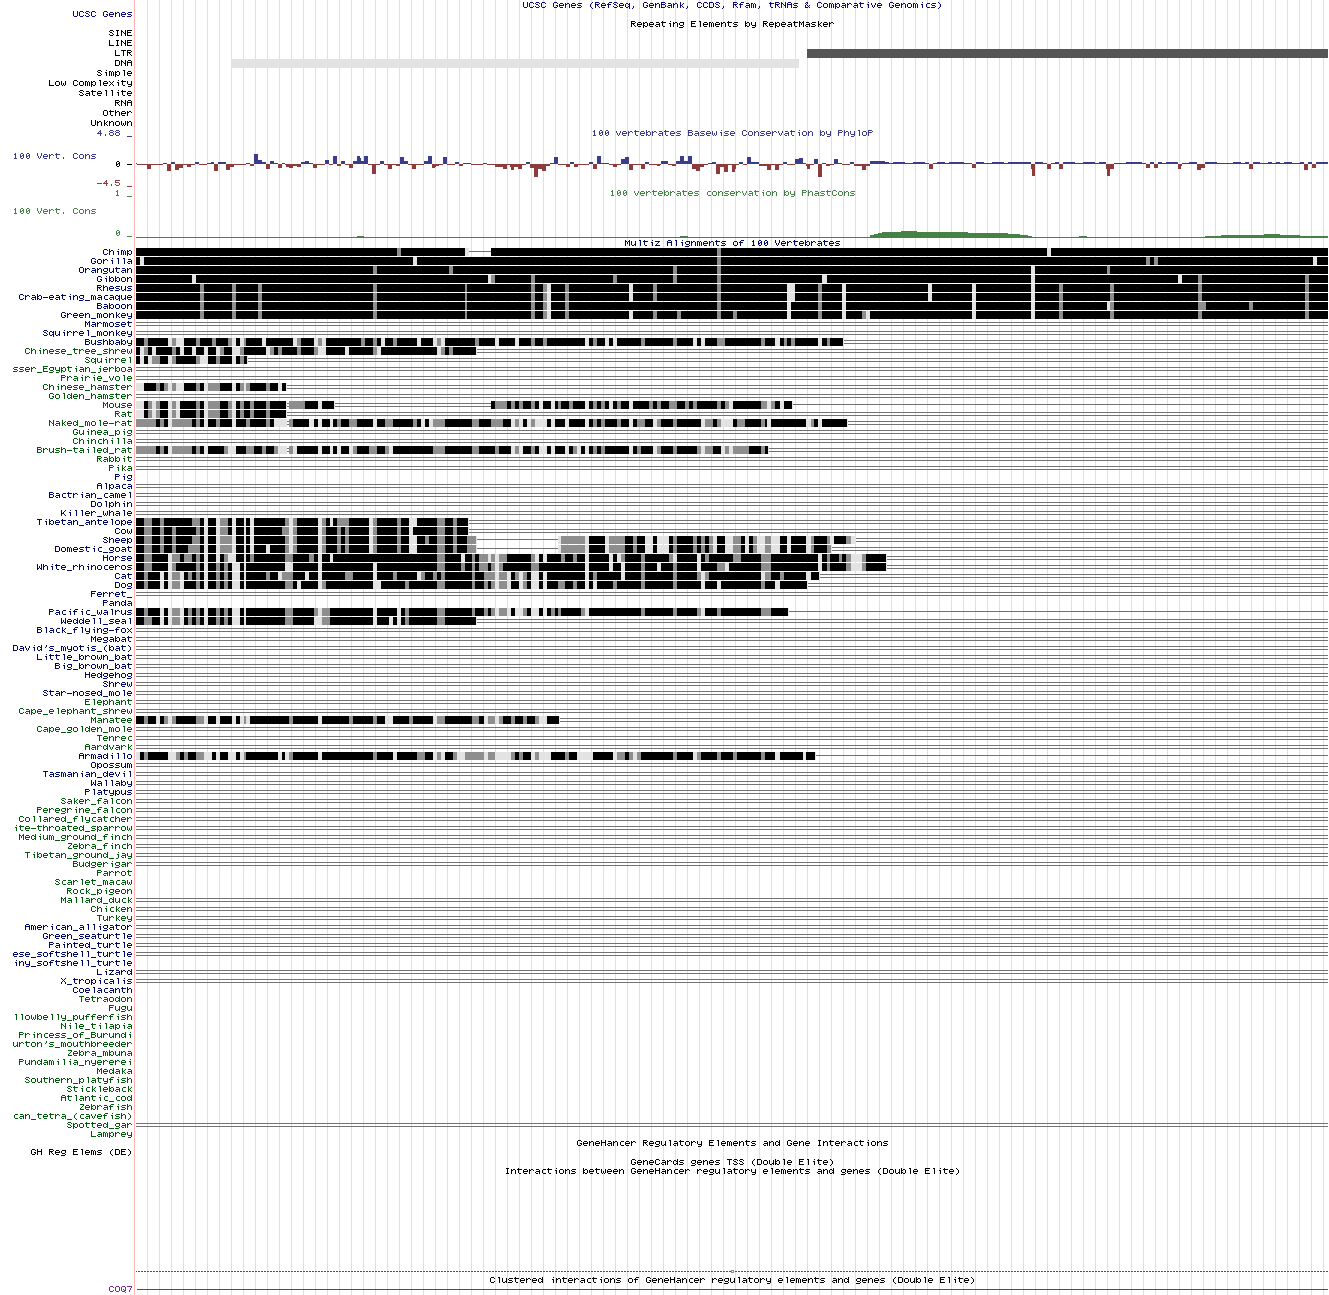 UCSC Genes (RefSeq, GenBank, CCDS, Rfam, tRNAs & Comparative Genomics)
UCSC Genes
Repeating Elements by RepeatMasker
SINE
LINE
LTR
DNA
Simple
Low Complexity
Satellite
RNA
Other
Unknown
4.88 _
100 vertebrates Basewise Conservation by PhyloP
100 Vert. Cons
0 _
-4.5 _
100 vertebrates conservation by PhastCons
1 _
100 Vert. Cons
0 _
Multiz Alignments of 100 Vertebrates
Chimp
Gorilla
Orangutan
Gibbon
Rhesus
Crab-eating_macaque
Baboon
Green_monkey
Marmoset
Squirrel_monkey
Bushbaby
Chinese_tree_shrew
Squirrel
sser_Egyptian_jerboa
Prairie_vole
Chinese_hamster
Golden_hamster
Mouse
Rat
Naked_mole-rat
Guinea_pig
Chinchilla
Brush-tailed_rat
Rabbit
Pika
Pig
Alpaca
Bactrian_camel
Dolphin
Killer_whale
Tibetan_antelope
Cow
Sheep
Domestic_goat
Horse
White_rhinoceros
Cat
Dog
Ferret_
Panda
Pacific_walrus
Weddell_seal
Black_flying-fox
Megabat
David's_myotis_(bat)
Little_brown_bat
Big_brown_bat
Hedgehog
Shrew
Star-nosed_mole
Elephant
Cape_elephant_shrew
Manatee
Cape_golden_mole
Tenrec
Aardvark
Armadillo
Opossum
Tasmanian_devil
Wallaby
Platypus
Saker_falcon
Peregrine_falcon
Collared_flycatcher
ite-throated_sparrow
Medium_ground_finch
Zebra_finch
Tibetan_ground_jay
Budgerigar
Parrot
Scarlet_macaw
Rock_pigeon
Mallard_duck
Chicken
Turkey
American_alligator
Green_seaturtle
Painted_turtle
ese_softshell_turtle
iny_softshell_turtle
Lizard
X_tropicalis
Coelacanth
Tetraodon
Fugu
llowbelly_pufferfish
Nile_tilapia
Princess_of_Burundi
urton's_mouthbreeder
Zebra_mbuna
Pundamilia_nyererei
Medaka
Southern_platyfish
Stickleback
Atlantic_cod
Zebrafish
can_tetra_(cavefish)
Spotted_gar
Lamprey
GeneHancer Regulatory Elements and Gene Interactions
GH Reg Elems (DE)
GeneCards genes TSS (Double Elite)
Interactions between GeneHancer regulatory elements and genes (Double Elite)
Clustered interactions of GeneHancer regulatory elements and genes (Double Elite)
COQ7